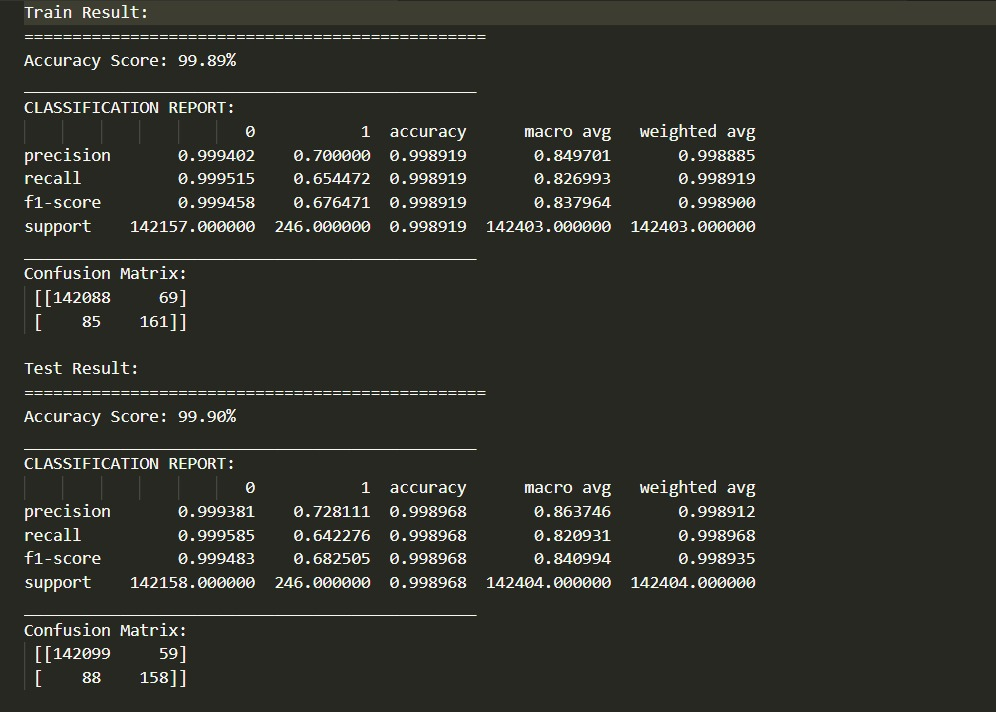 Train Result:
================================================
Accuracy Score: 99.89%
_______________________________________________
CLASSIFICATION REPORT:
                       0           1  accuracy      macro avg   weighted avg
precision       0.999402    0.700000  0.998919       0.849701       0.998885
recall          0.999515    0.654472  0.998919       0.826993       0.998919
f1-score        0.999458    0.676471  0.998919       0.837964       0.998900
support    142157.000000  246.000000  0.998919  142403.000000  142403.000000
_______________________________________________
Confusion Matrix:
 [[142088     69]
 [    85    161]]
Test Result:
================================================
Accuracy Score: 99.90%
_______________________________________________
CLASSIFICATION REPORT:
                       0           1  accuracy      macro avg   weighted avg
precision       0.999381    0.728111  0.998968       0.863746       0.998912
recall          0.999585    0.642276  0.998968       0.820931       0.998968
f1-score        0.999483    0.682505  0.998968       0.840994       0.998935
support    142158.000000  246.000000  0.998968  142404.000000  142404.000000
_______________________________________________
Confusion Matrix:
 [[142099     59]
 [    88    158]]